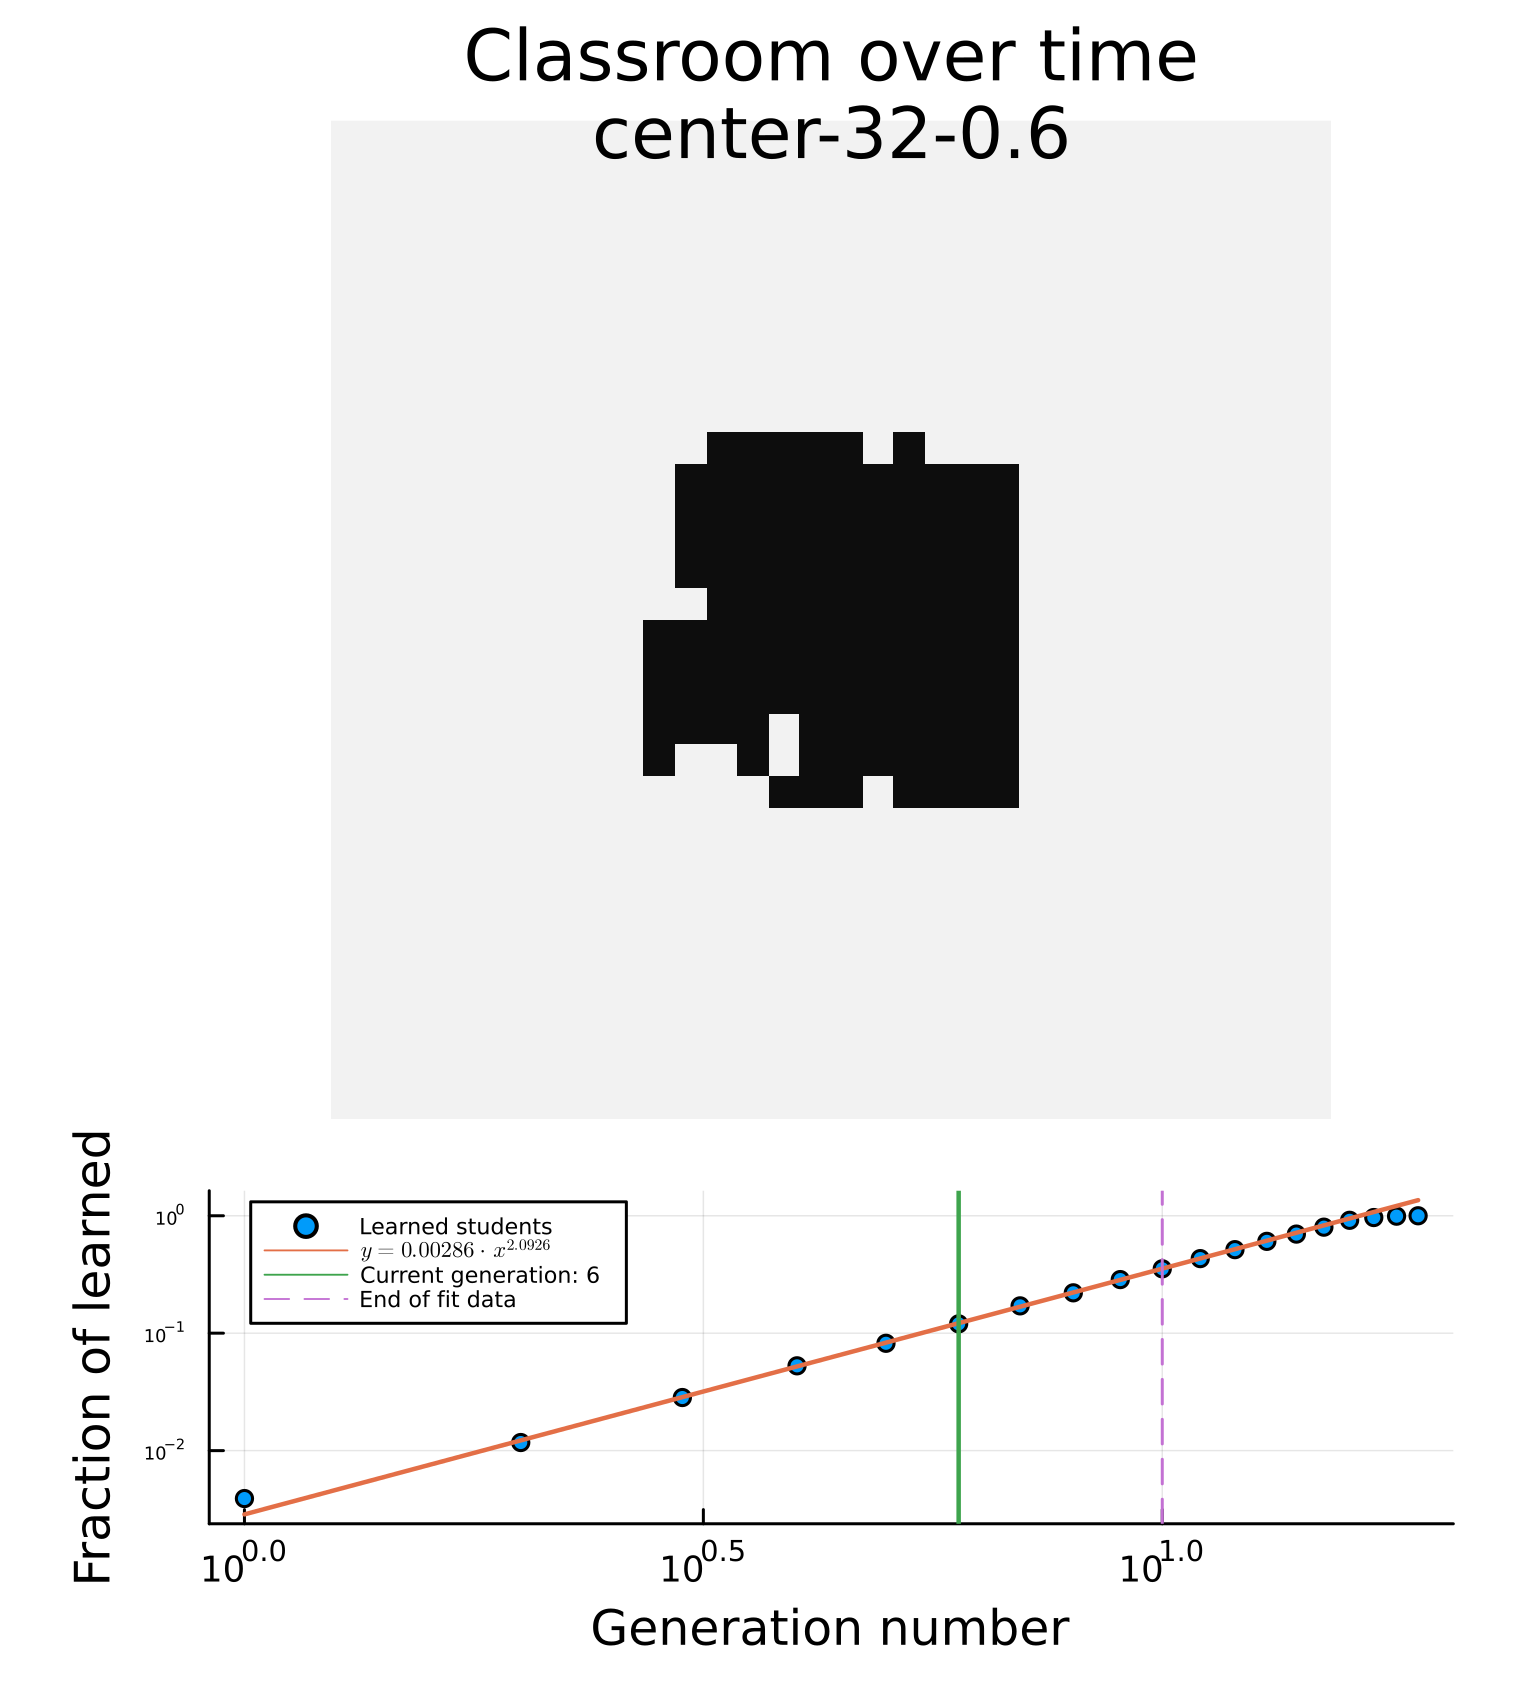 Classroom over time
center-32-0.6
Fraction of learned
10⁰
10⁻¹
10⁻²
Learned students
y = 0.00286 · x^2.0926
Current generation: 6
End of fit data
10^0.0
10^0.5
10^1.0
Generation number